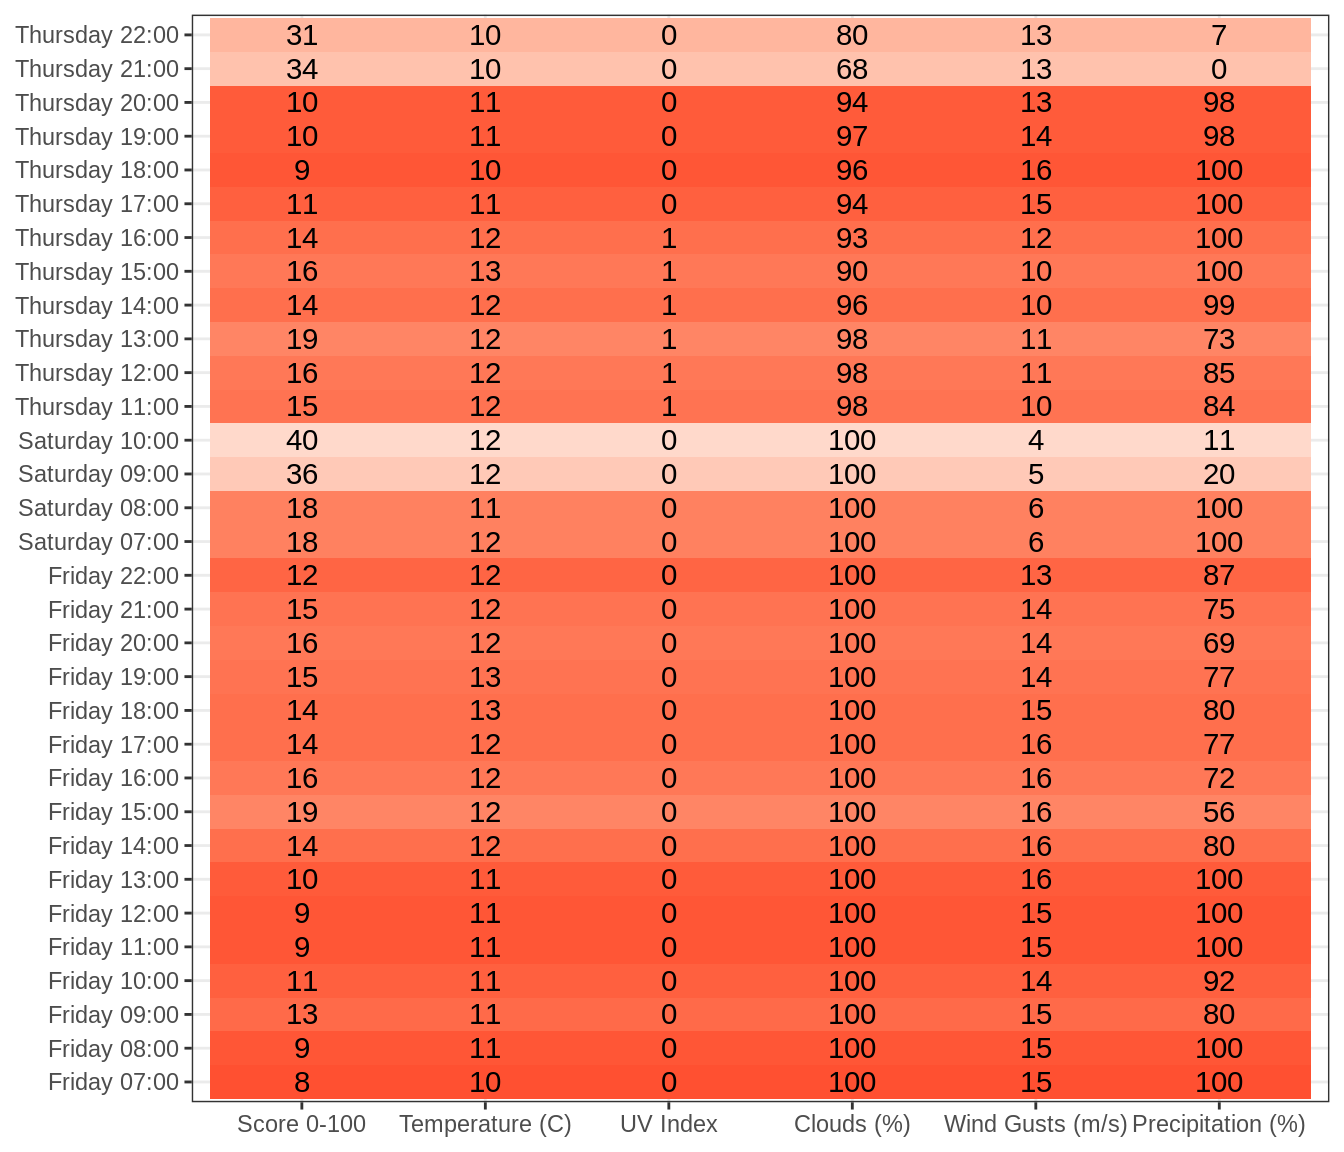 Thursday 22:00 31 10 0 80 13 7
Thursday 21:00 34 10 0 68 13 0
Thursday 20:00 10 11 0 94 13 98
Thursday 19:00 10 11 0 97 14 98
Thursday 18:00 9 10 0 96 16 100
Thursday 17:00 11 11 0 94 15 100
Thursday 16:00 14 12 1 93 12 100
Thursday 15:00 16 13 1 90 10 100
Thursday 14:00 14 12 1 96 10 99
Thursday 13:00 19 12 1 98 11 73
Thursday 12:00 16 12 1 98 11 85
Thursday 11:00 15 12 1 98 10 84
Saturday 10:00 40 12 0 100 4 11
Saturday 09:00 36 12 0 100 5 20
Saturday 08:00 18 11 0 100 6 100
Saturday 07:00 18 12 0 100 6 100
Friday 22:00 12 12 0 100 13 87
Friday 21:00 15 12 0 100 14 75
Friday 20:00 16 12 0 100 14 69
Friday 19:00 15 13 0 100 14 77
Friday 18:00 14 13 0 100 15 80
Friday 17:00 14 12 0 100 16 77
Friday 16:00 16 12 0 100 16 72
Friday 15:00 19 12 0 100 16 56
Friday 14:00 14 12 0 100 16 80
Friday 13:00 10 11 0 100 16 100
Friday 12:00 9 11 0 100 15 100
Friday 11:00 9 11 0 100 15 100
Friday 10:00 11 11 0 100 14 92
Friday 09:00 13 11 0 100 15 80
Friday 08:00 9 11 0 100 15 100
Friday 07:00 8 10 0 100 15 100
Score 0-100 Temperature (C) UV Index Clouds (%) Wind Gusts (m/s) Precipitation (%)